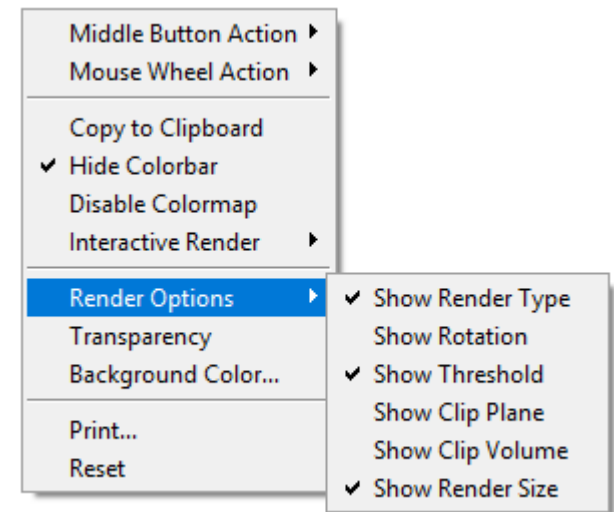 Middle Button Action
Mouse Wheel Action
Copy to Clipboard
Hide Colorbar
Disable Colormap
Interactive Render
Render Options
Transparency
Background Color...
Print...
Reset
Show Render Type
Show Rotation
Show Threshold
Show Clip Plane
Show Clip Volume
Show Render Size